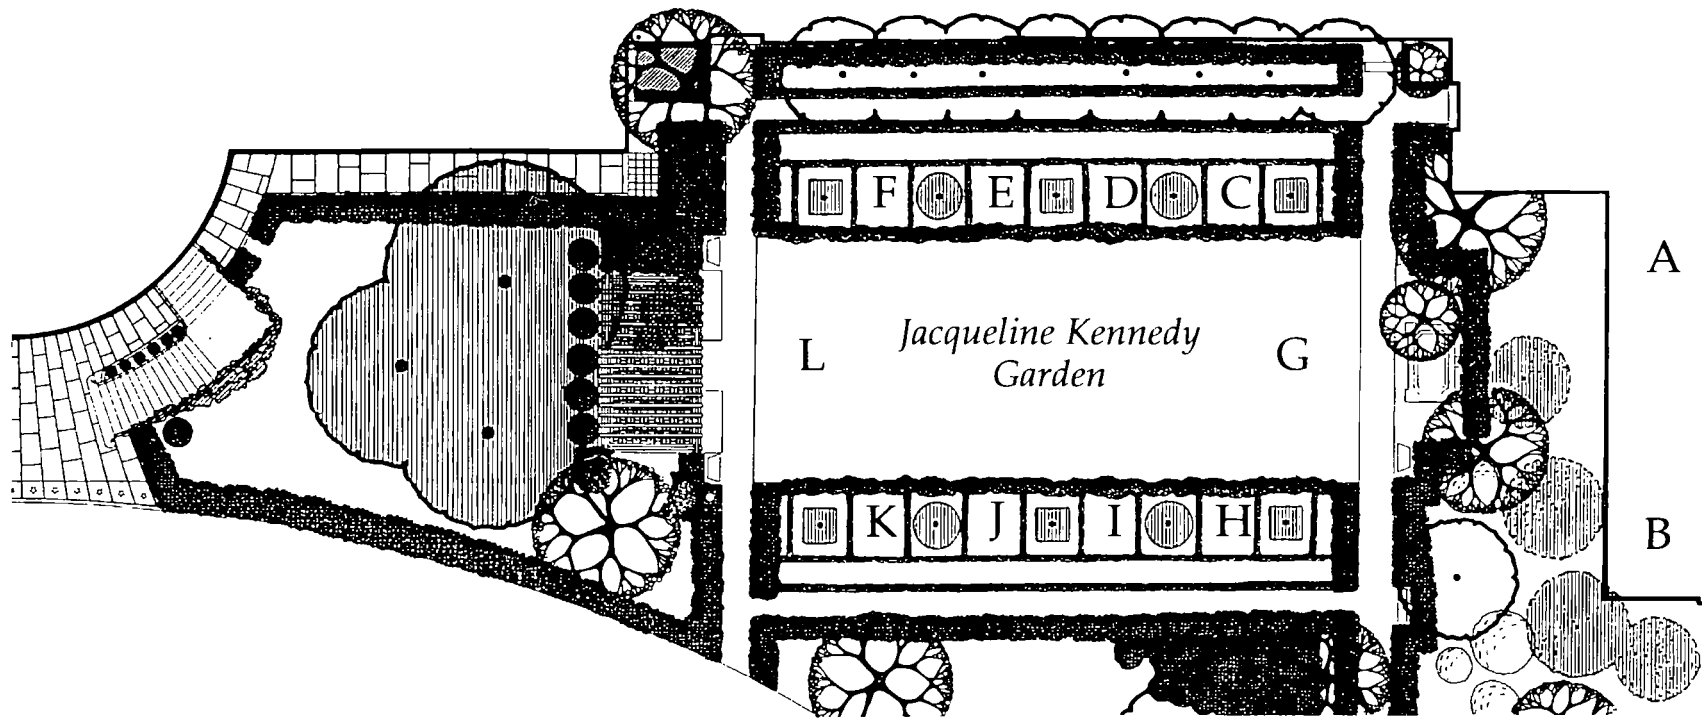 F E D C
A
Jacqueline Kennedy
L G
Garden
K J I H
B